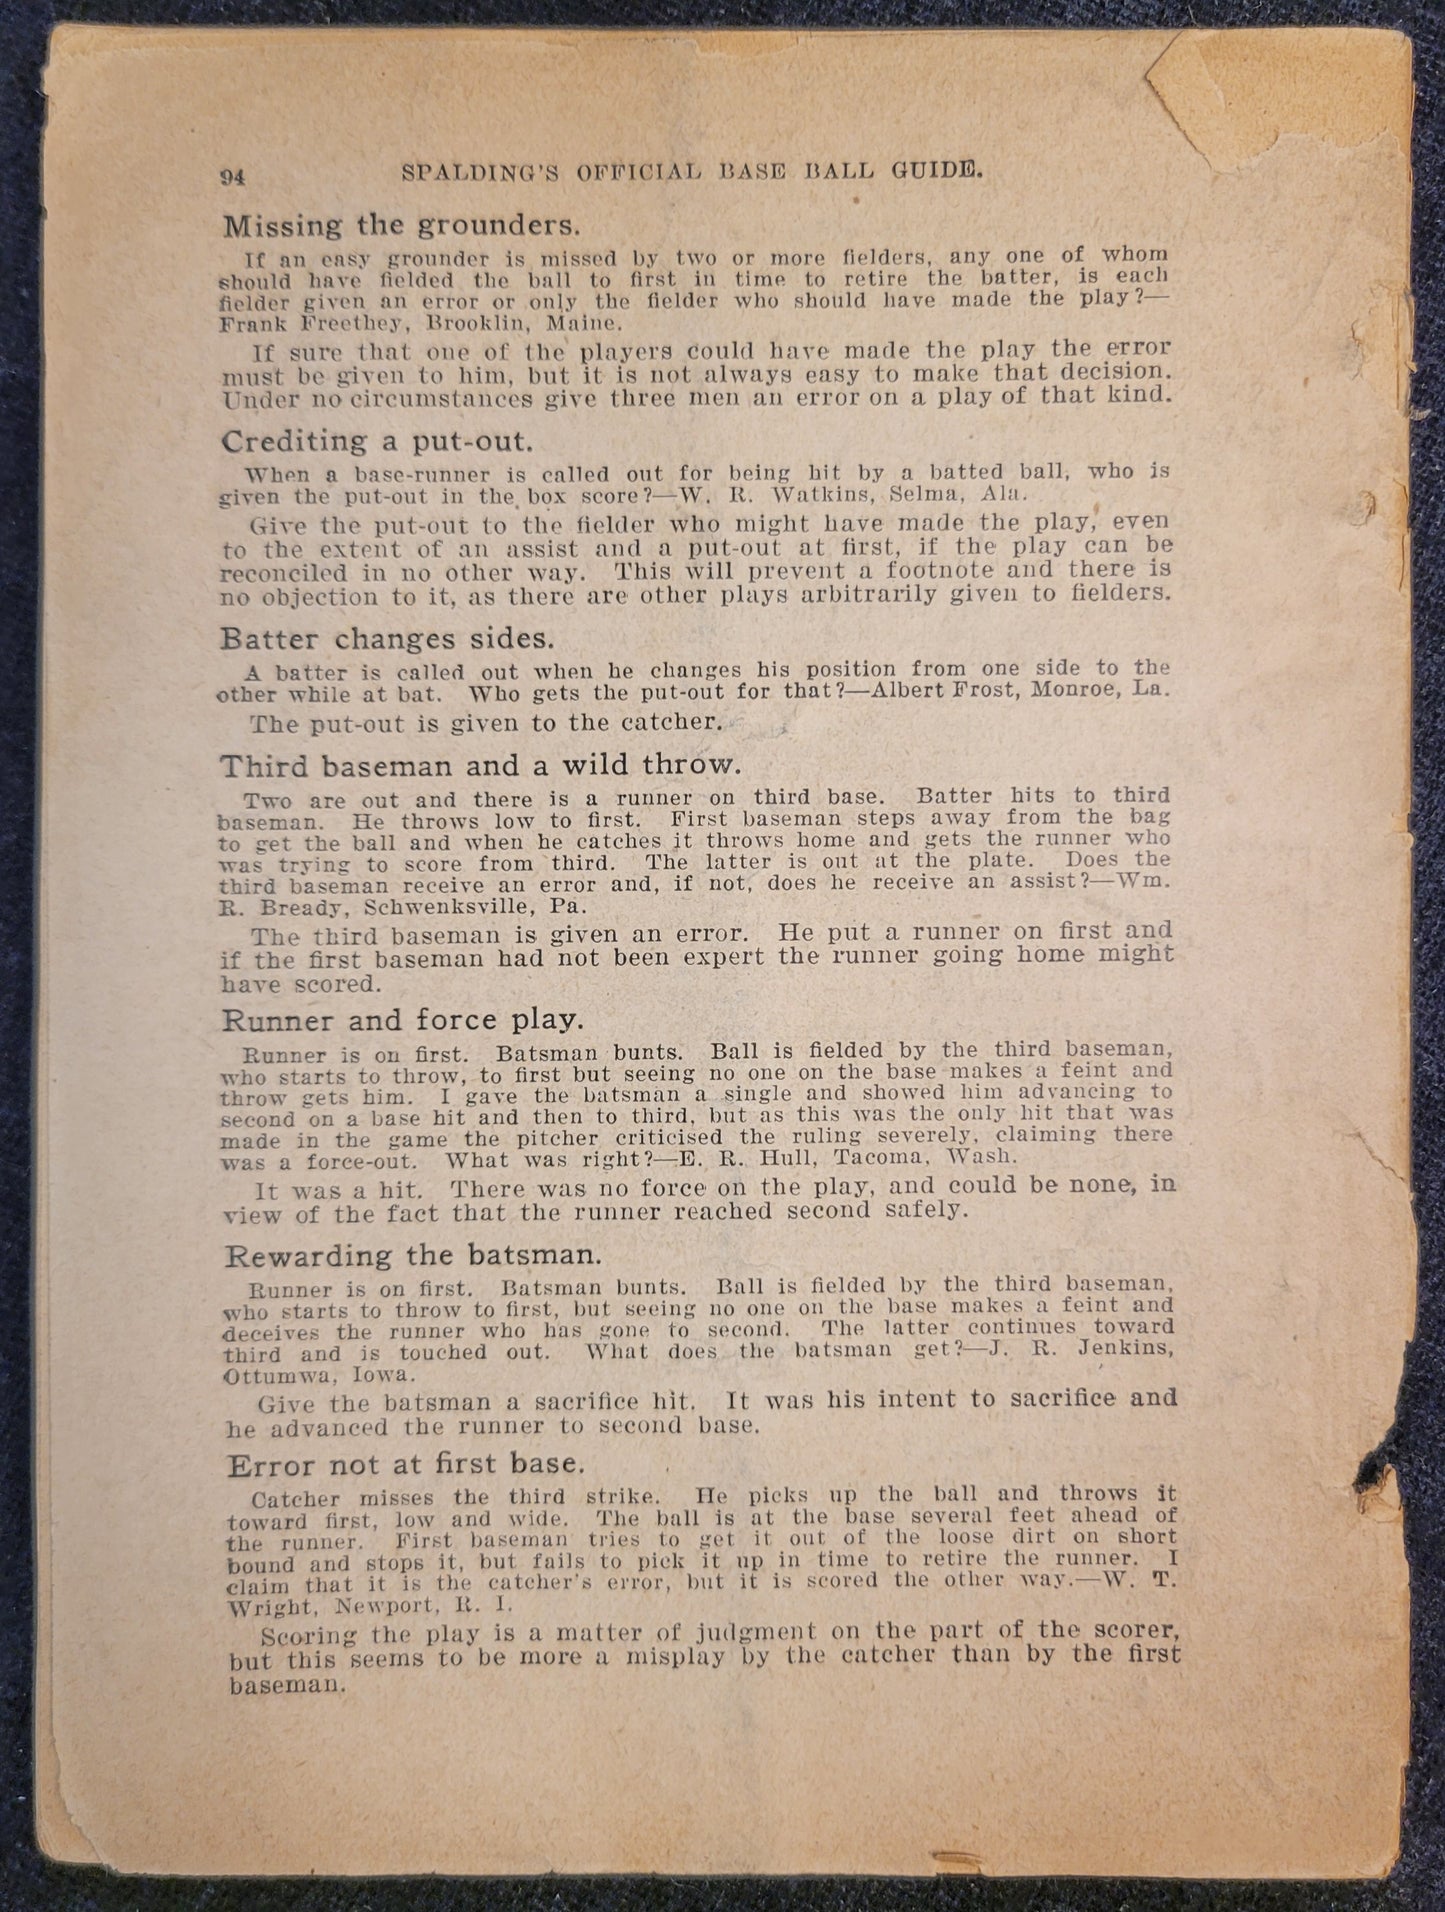 94 SPALDING'S OFFICIAL BASE BALL GUIDE.
Missing the grounders.
If an easy grounder is missed by two or more fielders, any one of whom
should have fielded the ball to first in time to retire the batter, is each
fielder given an error or only the fielder who should have made the play?—
Frank Freethey, Brooklin, Maine.
If sure that one of the players could have made the play the error
must be given to him, but it is not always easy to make that decision.
Under no circumstances give three men an error on a play of that kind.
Crediting a put-out.
When a base-runner is called out for being hit by a batted ball, who is
given the put-out in the box score?—W. R. Watkins, Selma, Ala.
Give the put-out to the fielder who might have made the play, even
to the extent of an assist and a put-out at first, if the play can be
reconciled in no other way. This will prevent a footnote and there is
no objection to it, as there are other plays arbitrarily given to fielders.
Batter changes sides.
A batter is called out when he changes his position from one side to the
other while at bat. Who gets the put-out for that?—Albert Frost, Monroe, La.
The put-out is given to the catcher.
Third baseman and a wild throw.
Two are out and there is a runner on third base. Batter hits to third
baseman. He throws low to first. First baseman steps away from the bag
to get the ball and when he catches it throws home and gets the runner who
was trying to score from third. The latter is out at the plate. Does the
third baseman receive an error and, if not, does he receive an assist?—Wm.
R. Bready, Schwenksville, Pa.
The third baseman is given an error. He put a runner on first and
if the first baseman had not been expert the runner going home might
have scored.
Runner and force play.
Runner is on first. Batsman bunts. Ball is fielded by the third baseman,
who starts to throw, to first but seeing no one on the base makes a feint and
throw gets him. I gave the batsman a single and showed him advancing to
second on a base hit and then to third, but as this was the only hit that was
made in the game the pitcher criticised the ruling severely, claiming there
was a force-out. What was right?—E. R. Hull, Tacoma, Wash.
It was a hit. There was no force on the play, and could be none, in
view of the fact that the runner reached second safely.
Rewarding the batsman.
Runner is on first. Batsman bunts. Ball is fielded by the third baseman,
who starts to throw to first, but seeing no one on the base makes a feint and
deceives the runner who has gone to second. The latter continues toward
third and is touched out. What does the batsman get?—J. R. Jenkins,
Ottumwa, Iowa.
Give the batsman a sacrifice hit. It was his intent to sacrifice and
he advanced the runner to second base.
Error not at first base.
Catcher misses the third strike. He picks up the ball and throws it
toward first, low and wide. The ball is at the base several feet ahead of
the runner. First baseman tries to get it out of the loose dirt on short
bound and stops it, but fails to pick it up in time to retire the runner. I
claim that it is the catcher's error, but it is scored the other way.—W. T.
Wright, Newport, R. I.
Scoring the play is a matter of judgment on the part of the scorer,
but this seems to be more a misplay by the catcher than by the first
baseman.